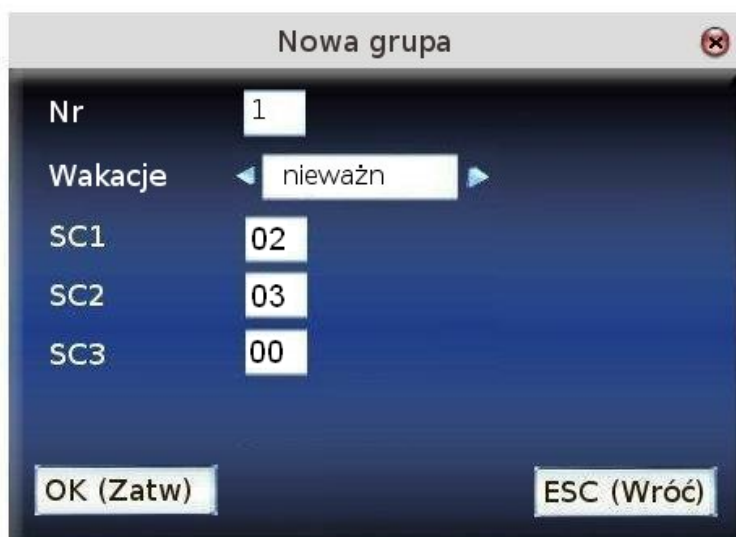 Nowa grupa
Nr 1
Wakacje nieważn
SC1 02
SC2 03
SC3 00
OK (Zatw) ESC (Wróć)